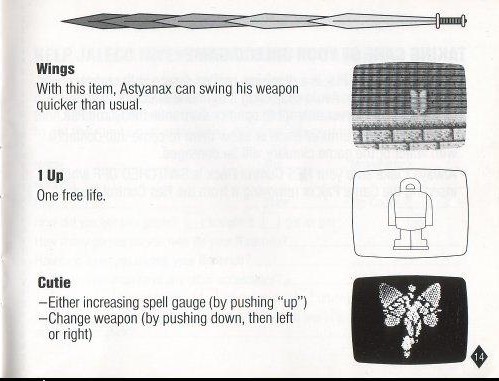 Wings
With this item, Astyanax can swing his weapon
quicker than usual.
1 Up
One free life.
Cutie
–Either increasing spell gauge (by pushing “up”)
–Change weapon (by pushing down, then left
or right)
14